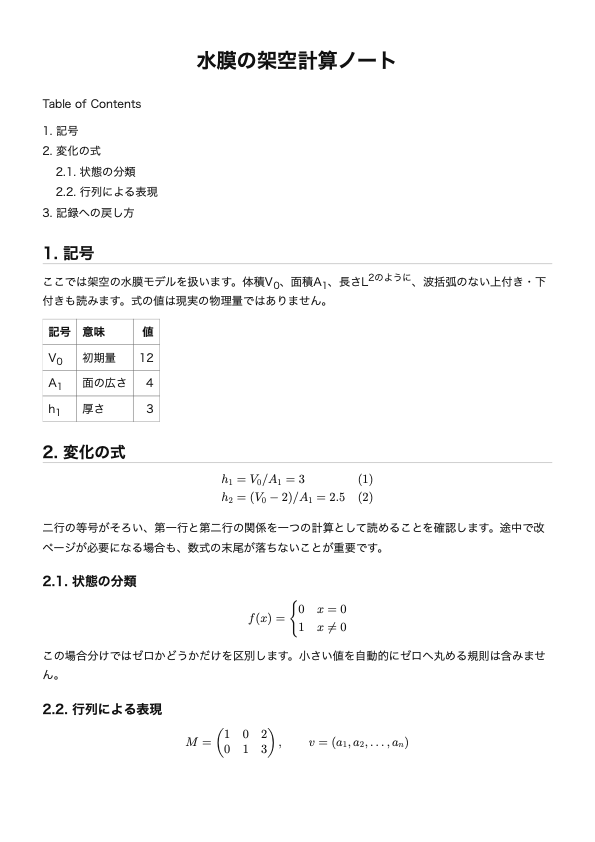 水膜の架空計算ノート
Table of Contents
1. 記号
2. 変化の式
2.1. 状態の分類
2.2. 行列による表現
3. 記録への戻し方
1. 記号
ここでは架空の水膜モデルを扱います。体積V₀、面積A₁、長さL^2のように、波括弧のない上付き・下
付きも読みます。式の値は現実の物理量ではありません。
記号 意味 値
V₀ 初期量 12
A₁ 面の広さ 4
h₁ 厚さ 3
2. 変化の式
h₁ = V₀/A₁ = 3 (1)
h₂ = (V₀ − 2)/A₁ = 2.5 (2)
二行の等号がそろい、第一行と第二行の関係を一つの計算として読めることを確認します。途中で改
ページが必要になる場合も、数式の末尾が落ちないことが重要です。
2.1. 状態の分類
f(x) = { 0 x = 0
1 x ≠ 0
この場合分けではゼロかどうかだけを区別します。小さい値を自動的にゼロへ丸める規則は含みませ
ん。
2.2. 行列による表現
M = ( 1 0 2
0 1 3 ), v = (a₁, a₂, . . . , aₙ)